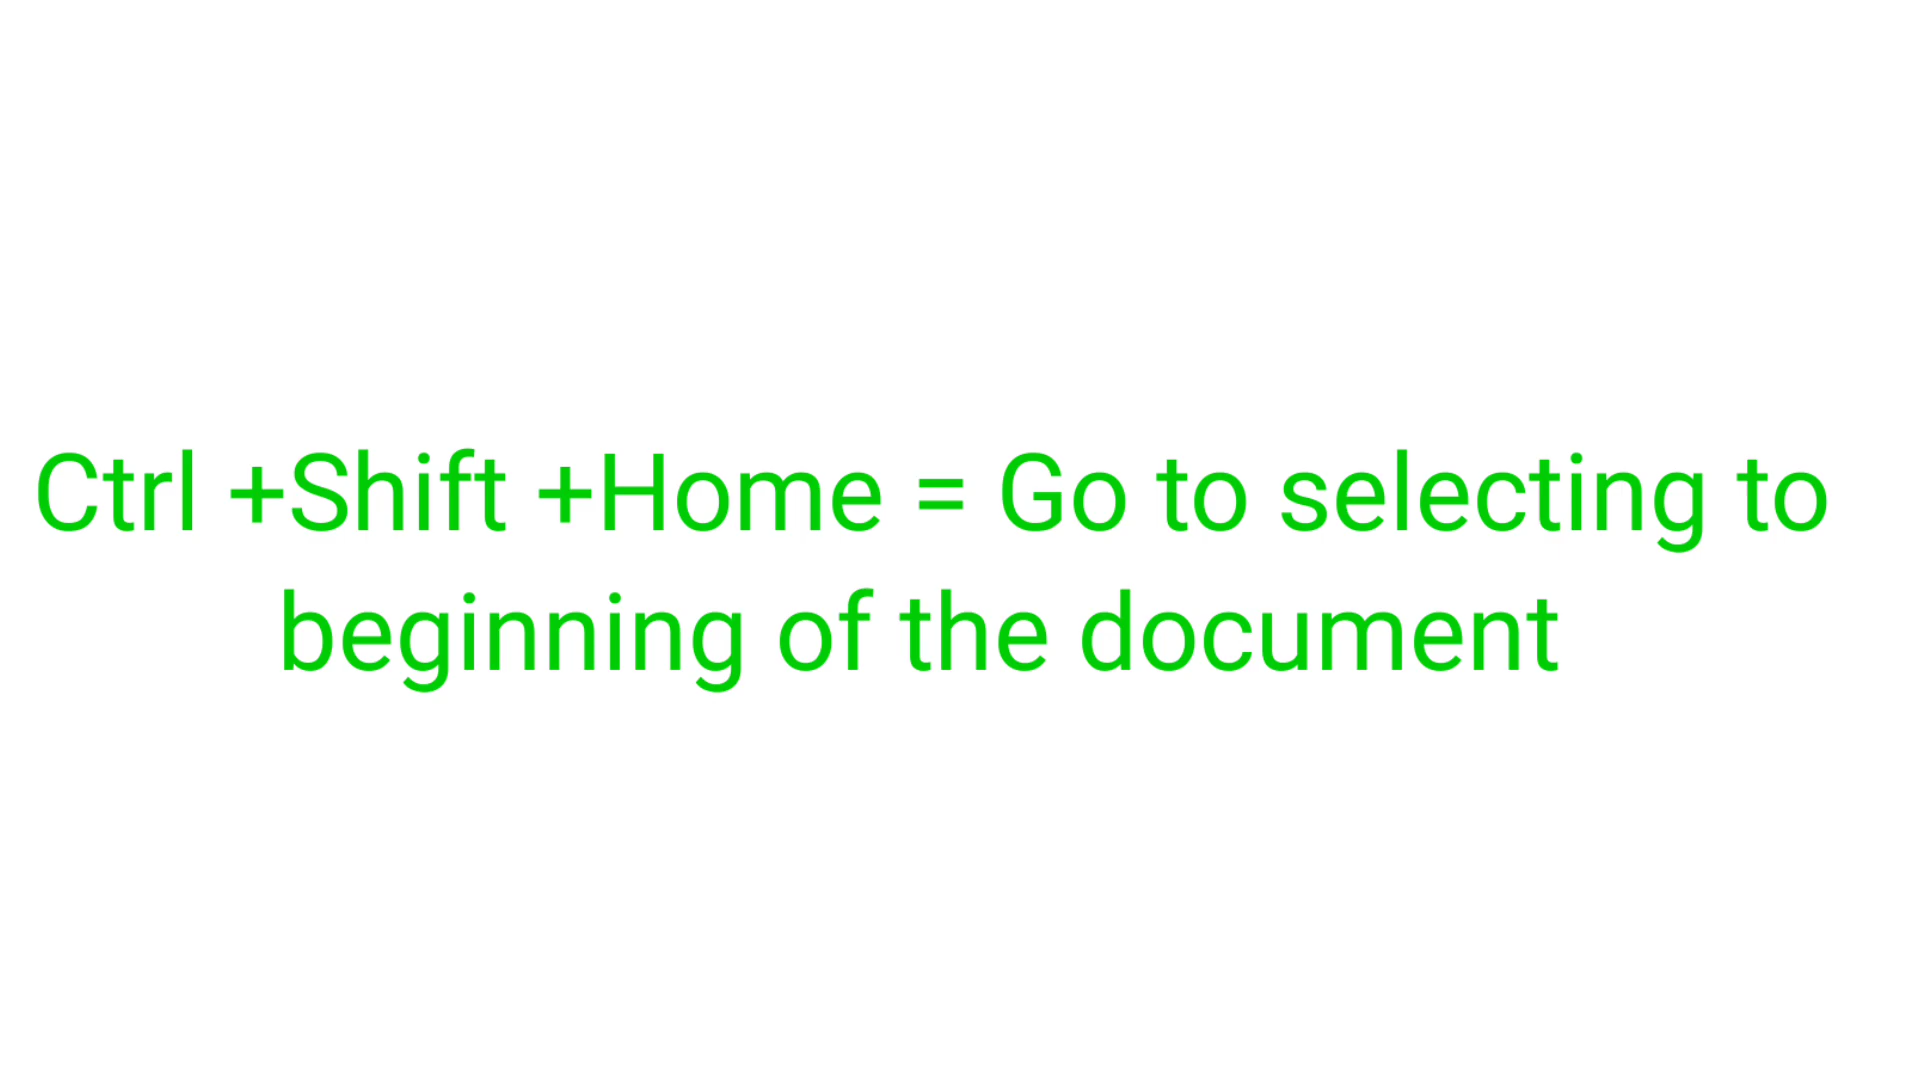 Ctrl +Shift +Home = Go to selecting to
beginning of the document